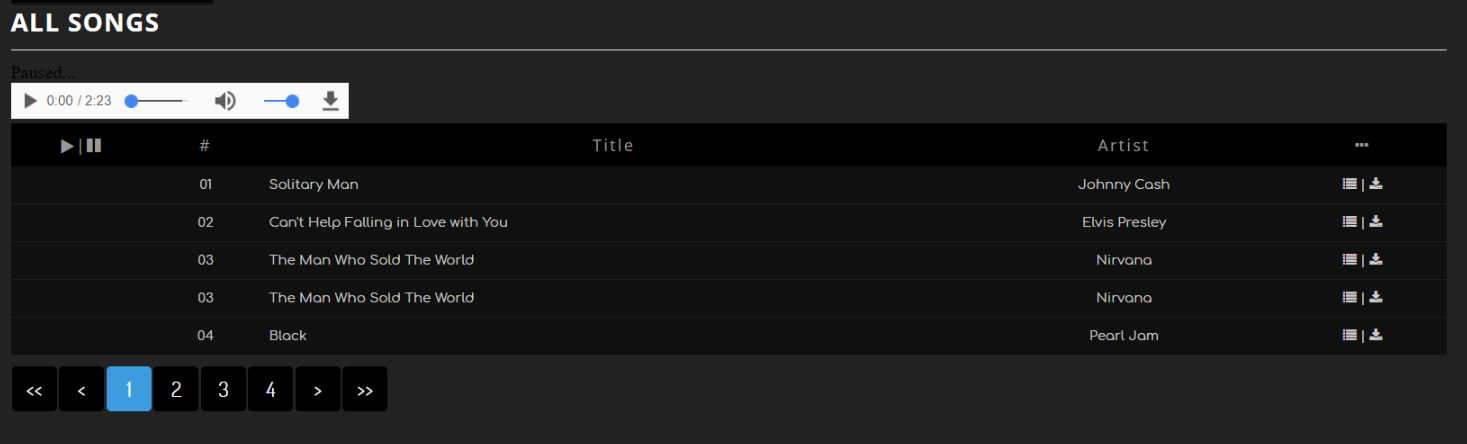 ALL SONGS
Paused...
0:00 / 2:23
| # Title Artist ...
01 Solitary Man Johnny Cash |
02 Can't Help Falling in Love with You Elvis Presley |
03 The Man Who Sold The World Nirvana |
03 The Man Who Sold The World Nirvana |
04 Black Pearl Jam |
<< < 1 2 3 4 > >>